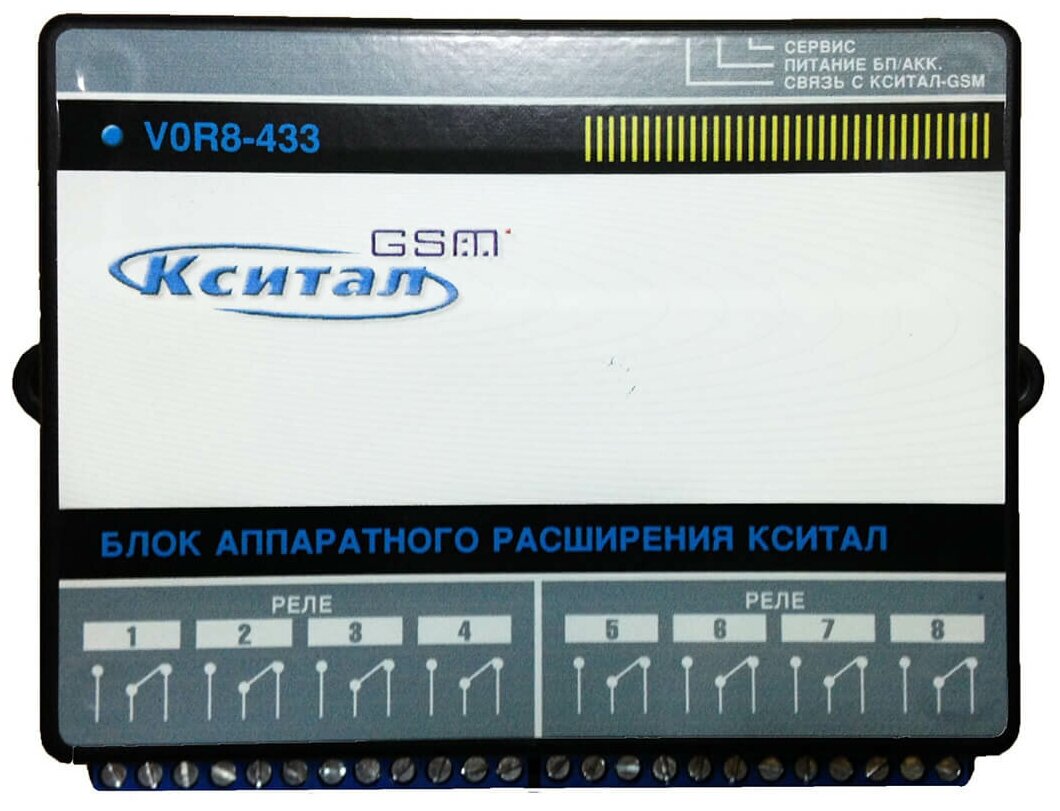 СЕРВИС
ПИТАНИЕ БП/АКК.
СВЯЗЬ С КСИТАЛ-GSM
V0R8-433
GSM
Кситал
БЛОК АППАРАТНОГО РАСШИРЕНИЯ КСИТАЛ
РЕЛЕ РЕЛЕ
1 2 3 4 5 6 7 8